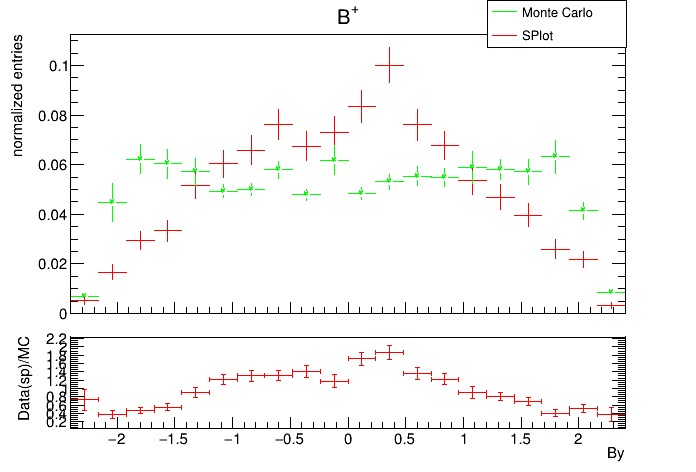 B+
Monte Carlo
SPlot
normalized entries
0.1
0.08
0.06
0.04
0.02
0
Data(sp)/MC
2.2
2
1.8
1.6
1.4
1.2
1
0.8
0.6
0.4
0.2
−2 −1.5 −1 −0.5 0 0.5 1 1.5 2
By